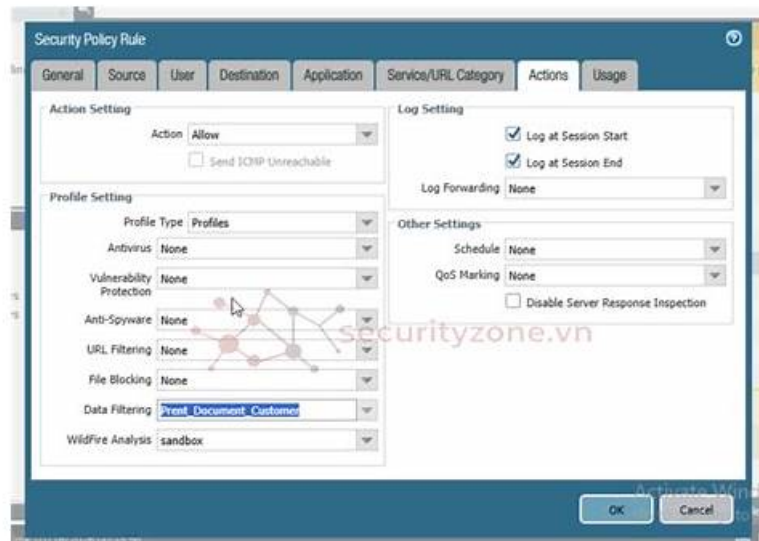 Security Policy Rule
General
Source
User
Destination
Application
Service/URL Category
Actions
Usage
Action Setting
Action Allow
Send ICMP Unreachable
Profile Setting
Profile Type Profiles
Antivirus None
Vulnerability Protection None
Anti-Spyware None
URL Filtering None
File Blocking None
Data Filtering Prent_Document_Customer
WildFire Analysis sandbox
Log Setting
Log at Session Start
Log at Session End
Log Forwarding None
Other Settings
Schedule None
QoS Marking None
Disable Server Response Inspection
securityzone.vn
Activate Wind
OK
Cancel